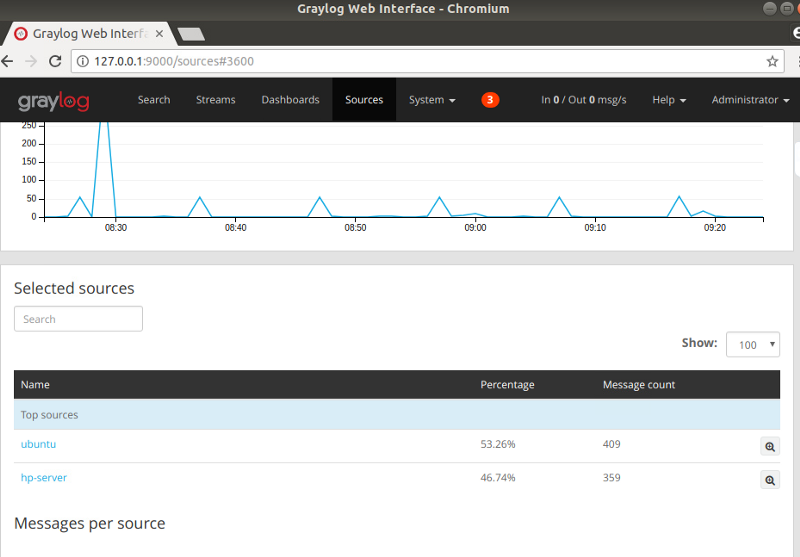 Graylog Web Interface - Chromium
Graylog Web Interfa
127.0.0.1:9000/sources#3600
graylog Search Streams Dashboards Sources System 3 In 0 / Out 0 msg/s Help Administrator
250
200
150
100
50
0
08:30 08:40 08:50 09:00 09:10 09:20
Selected sources
Search
Show: 100
Name Percentage Message count
Top sources
ubuntu 53.26% 409
hp-server 46.74% 359
Messages per source